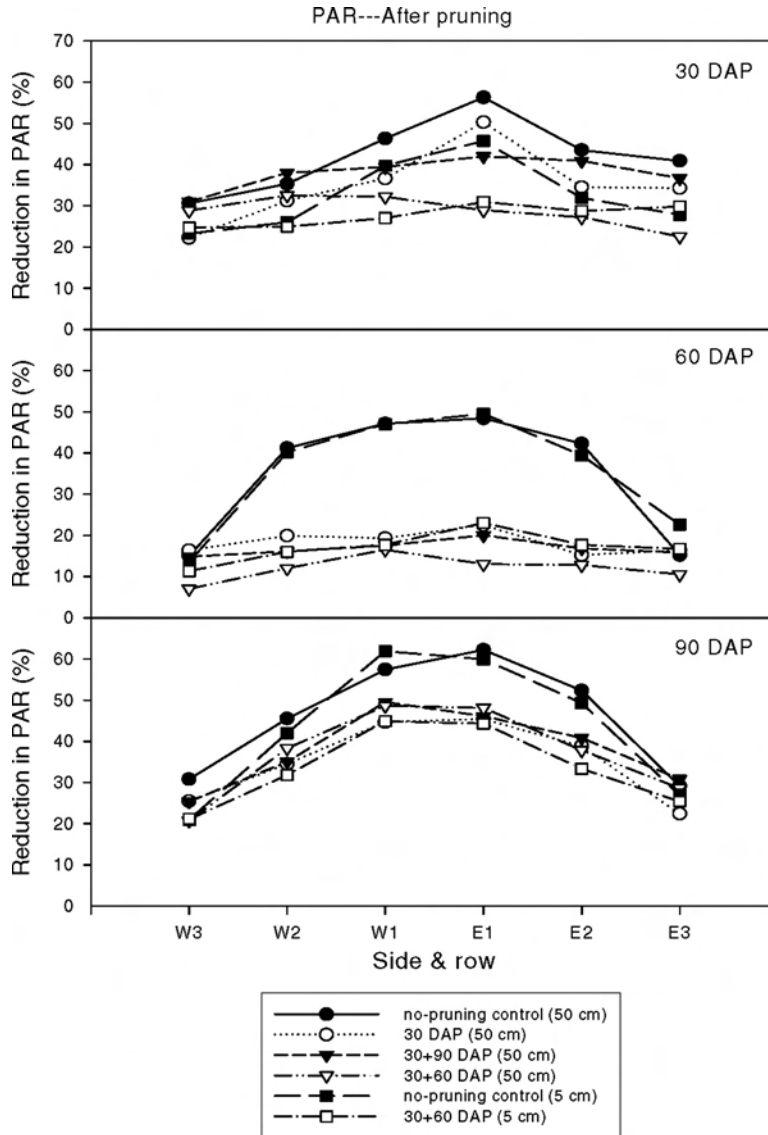 PAR---After pruning
70
60
50
40
30
20
10
0
Reduction in PAR (%)
30 DAP
60
50
40
30
20
10
0
Reduction in PAR (%)
60 DAP
60
50
40
30
20
10
0
Reduction in PAR (%)
90 DAP
W3 W2 W1 E1 E2 E3
Side & row
no-pruning control (50 cm)
30 DAP (50 cm)
30+90 DAP (50 cm)
30+60 DAP (50 cm)
no-pruning control (5 cm)
30+60 DAP (5 cm)